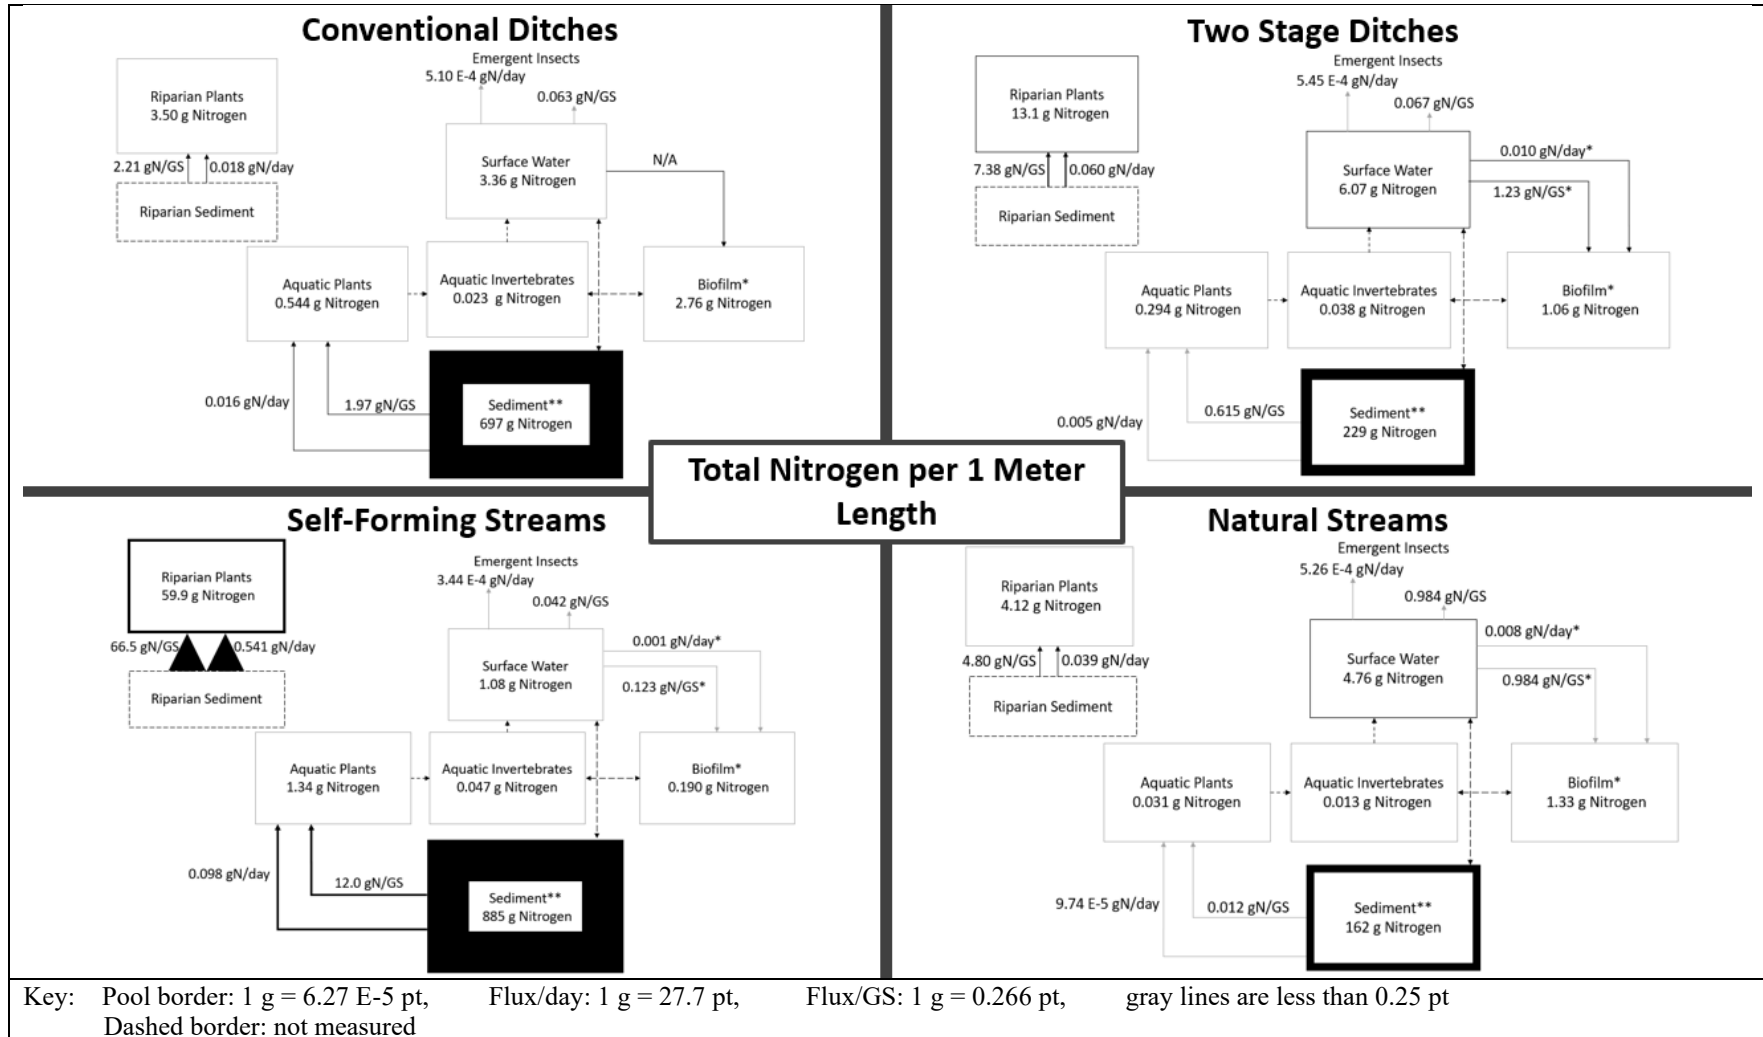 Conventional Ditches
Emergent Insects
5.10 E-4 gN/day
0.063 gN/GS
Riparian Plants
3.50 g Nitrogen
2.21 gN/GS
0.018 gN/day
Riparian Sediment
Surface Water
3.36 g Nitrogen
N/A
Aquatic Plants
0.544 g Nitrogen
Aquatic Invertebrates
0.023 g Nitrogen
Biofilm*
2.76 g Nitrogen
0.016 gN/day
1.97 gN/GS
Sediment**
697 g Nitrogen
Two Stage Ditches
Emergent Insects
5.45 E-4 gN/day
0.067 gN/GS
Riparian Plants
13.1 g Nitrogen
7.38 gN/GS
0.060 gN/day
Riparian Sediment
Surface Water
6.07 g Nitrogen
0.010 gN/day*
1.23 gN/GS*
Aquatic Plants
0.294 g Nitrogen
Aquatic Invertebrates
0.038 g Nitrogen
Biofilm*
1.06 g Nitrogen
0.005 gN/day
0.615 gN/GS
Sediment**
229 g Nitrogen
Total Nitrogen per 1 Meter
Length
Self-Forming Streams
Emergent Insects
3.44 E-4 gN/day
0.042 gN/GS
Riparian Plants
59.9 g Nitrogen
66.5 gN/GS
0.541 gN/day
Riparian Sediment
Surface Water
1.08 g Nitrogen
0.001 gN/day*
0.123 gN/GS*
Aquatic Plants
1.34 g Nitrogen
Aquatic Invertebrates
0.047 g Nitrogen
Biofilm*
0.190 g Nitrogen
0.098 gN/day
12.0 gN/GS
Sediment**
885 g Nitrogen
Natural Streams
Emergent Insects
5.26 E-4 gN/day
0.984 gN/GS
Riparian Plants
4.12 g Nitrogen
4.80 gN/GS
0.039 gN/day
Riparian Sediment
Surface Water
4.76 g Nitrogen
0.008 gN/day*
0.984 gN/GS*
Aquatic Plants
0.031 g Nitrogen
Aquatic Invertebrates
0.013 g Nitrogen
Biofilm*
1.33 g Nitrogen
9.74 E-5 gN/day
0.012 gN/GS
Sediment**
162 g Nitrogen
Key: Pool border: 1 g = 6.27 E-5 pt, Flux/day: 1 g = 27.7 pt, Flux/GS: 1 g = 0.266 pt, gray lines are less than 0.25 pt
Dashed border: not measured